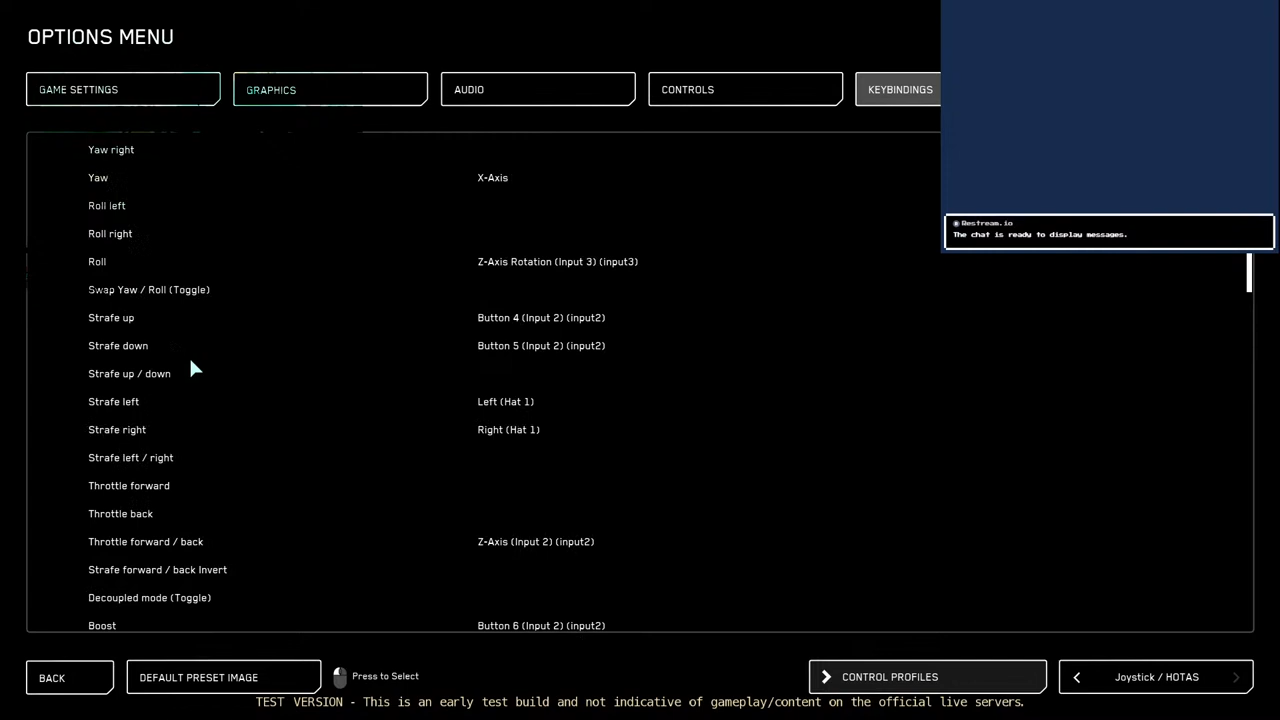 OPTIONS MENU
GAME SETTINGS
GRAPHICS
AUDIO
CONTROLS
KEYBINDINGS
Yaw right
Yaw X-Axis
Roll left
Roll right
Roll Z-Axis Rotation (Input 3) (input3)
Swap Yaw / Roll (Toggle)
Strafe up Button 4 (Input 2) (input2)
Strafe down Button 5 (Input 2) (input2)
Strafe up / down
Strafe left Left (Hat 1)
Strafe right Right (Hat 1)
Strafe left / right
Throttle forward
Throttle back
Throttle forward / back Z-Axis (Input 2) (input2)
Strafe forward / back Invert
Decoupled mode (Toggle)
Boost Button 6 (Input 2) (input2)
Restream.io
The chat is ready to display messages.
BACK
DEFAULT PRESET IMAGE
Press to Select
CONTROL PROFILES
Joystick / HOTAS
TEST VERSION - This is an early test build and not indicative of gameplay/content on the official live servers.